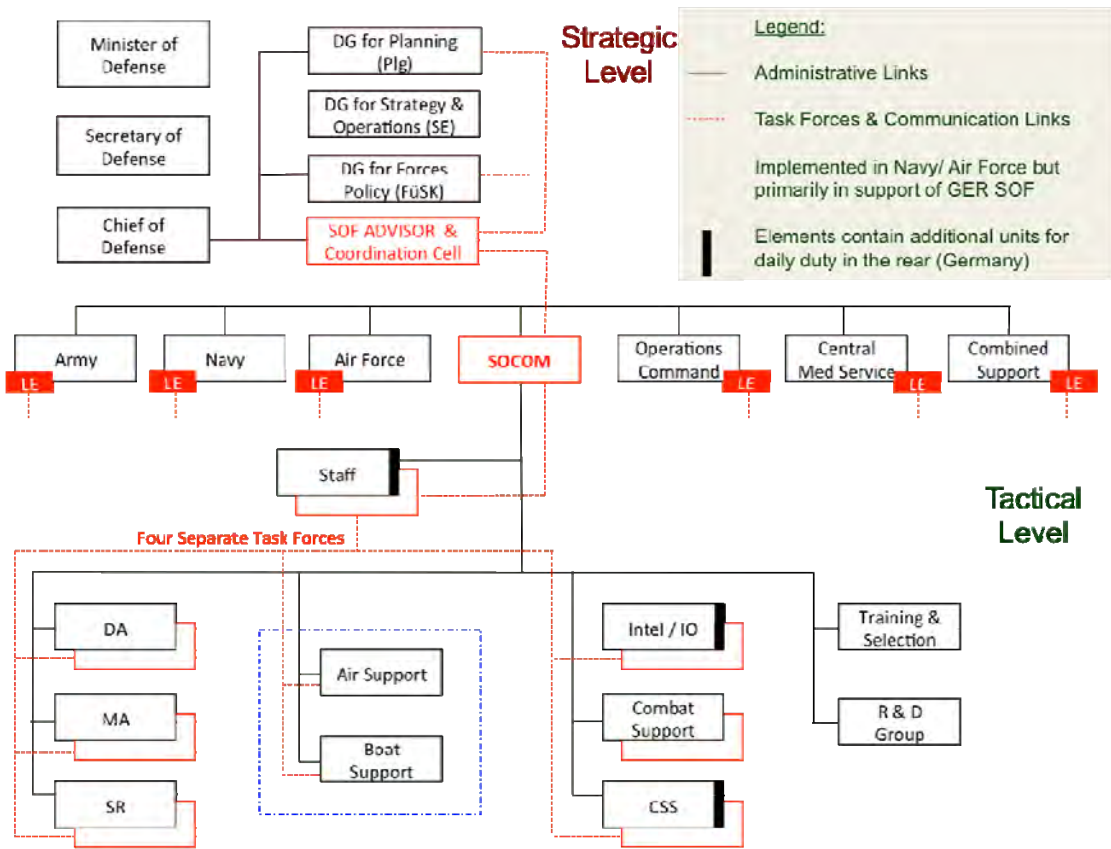 Minister of
Defense
DG for Planning
(Plg)
Strategic
Level
Legend:
Administrative Links
Task Forces & Communication Links
Implemented in Navy/ Air Force but
primarily in support of GER SOF
Elements contain additional units for
daily duty in the rear (Germany)
Secretary of
Defense
DG for Strategy &
Operations (SE)
DG for Forces
Policy (FüSK)
Chief of
Defense
SOF ADVISOR &
Coordination Cell
Army
LE
Navy
LE
Air Force
LE
SOCOM
Operations
Command
LE
Central
Med Service
LE
Combined
Support
LE
Staff
Tactical
Level
Four Separate Task Forces
DA
MA
SR
Air Support
Boat
Support
Intel / IO
Combat
Support
CSS
Training &
Selection
R & D
Group